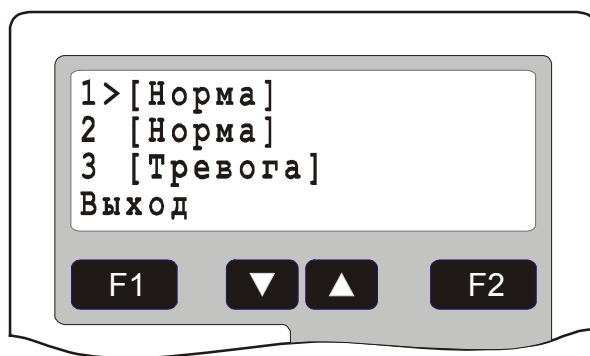 1>[Норма]
2 [Норма]
3 [Тревога]
Выход
F1 ▼ ▲ F2